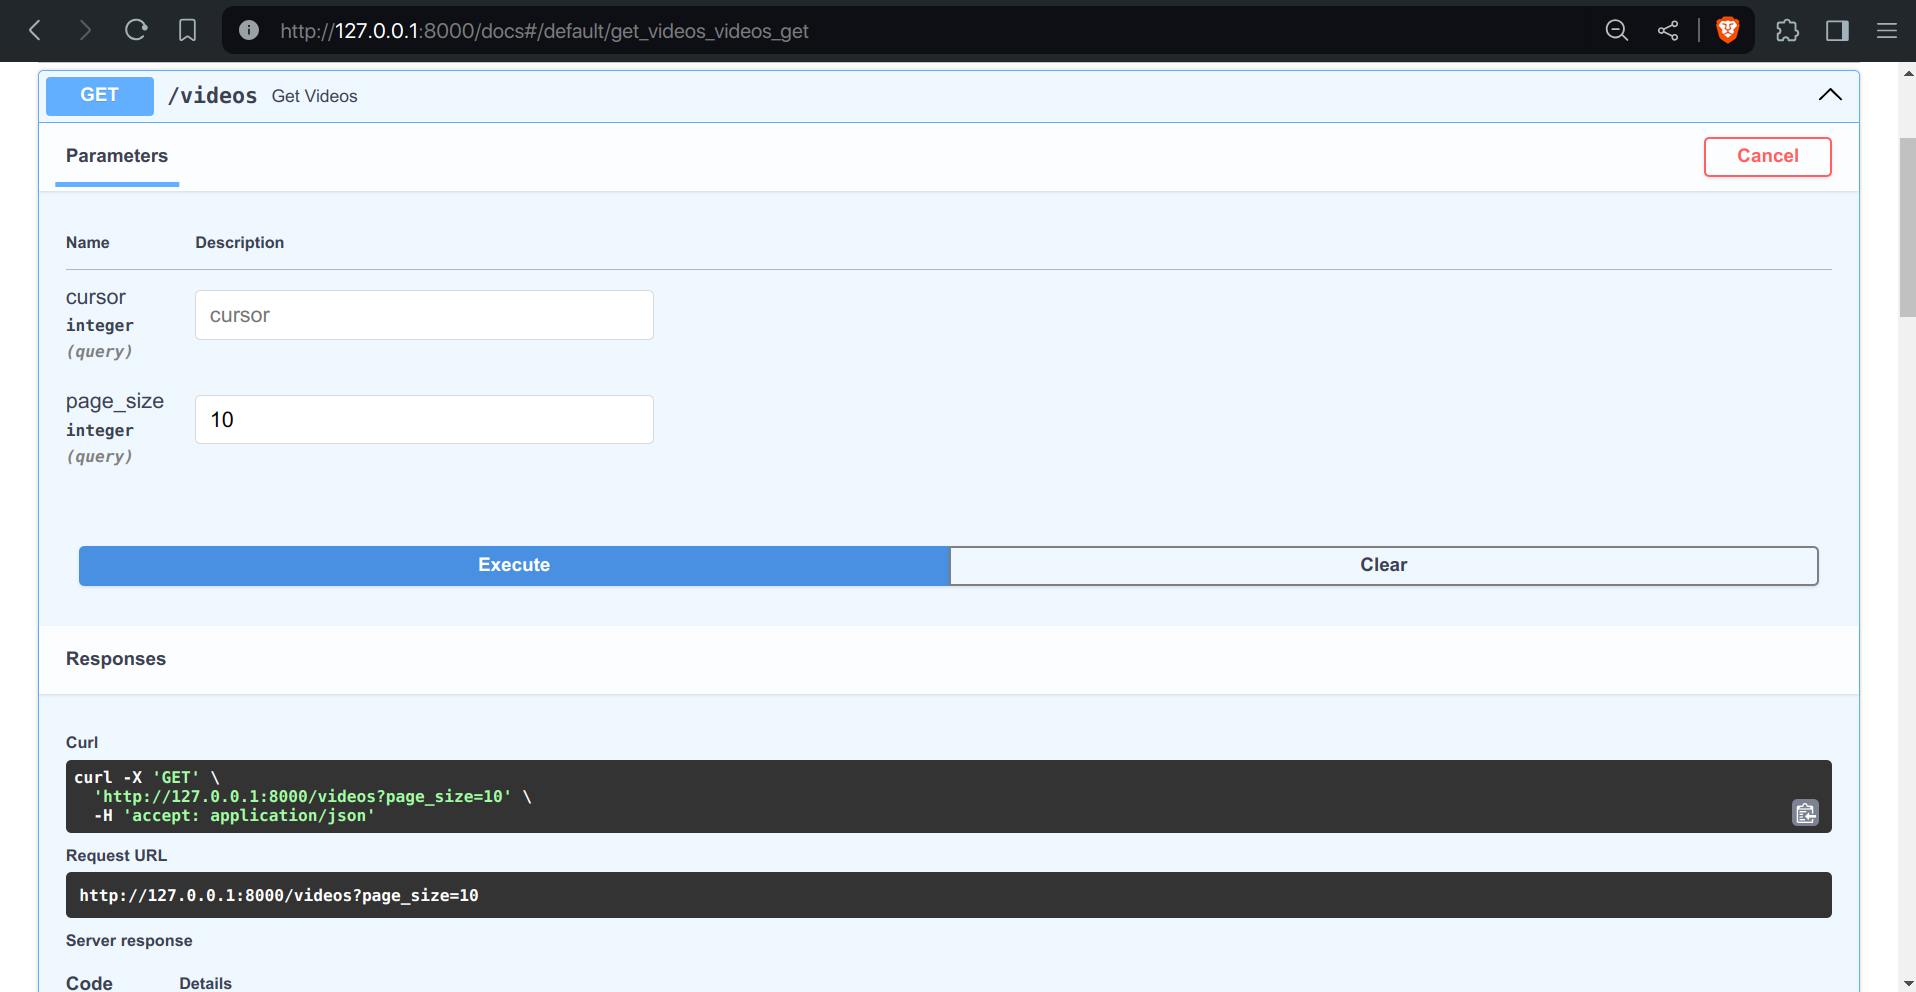 http://127.0.0.1:8000/docs#/default/get_videos_videos_get
GET /videos Get Videos
Parameters
Cancel
Name Description
cursor
integer
(query)
cursor
page_size
integer
(query)
10
Execute
Clear
Responses
Curl
curl -X 'GET' \
'http://127.0.0.1:8000/videos?page_size=10' \
-H 'accept: application/json'
Request URL
http://127.0.0.1:8000/videos?page_size=10
Server response
Code Details